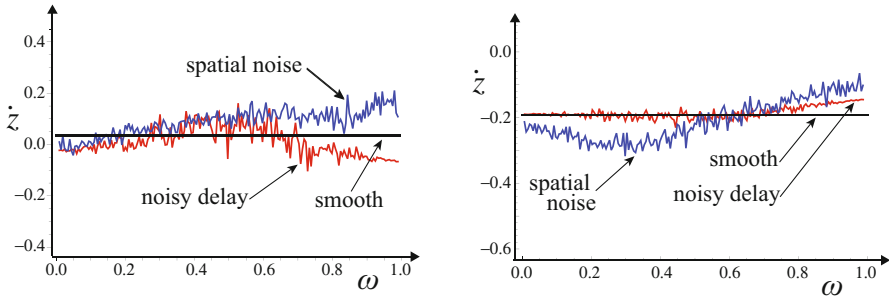 0.4
0.2
0.0
−0.2
−0.4
ż
spatial noise
noisy delay
smooth
0.0 0.2 0.4 0.6 0.8 1.0
ω
0.0
−0.2
−0.4
−0.6
ż
spatial
noise
smooth
noisy delay
0.0 0.2 0.4 0.6 0.8 1.0
ω